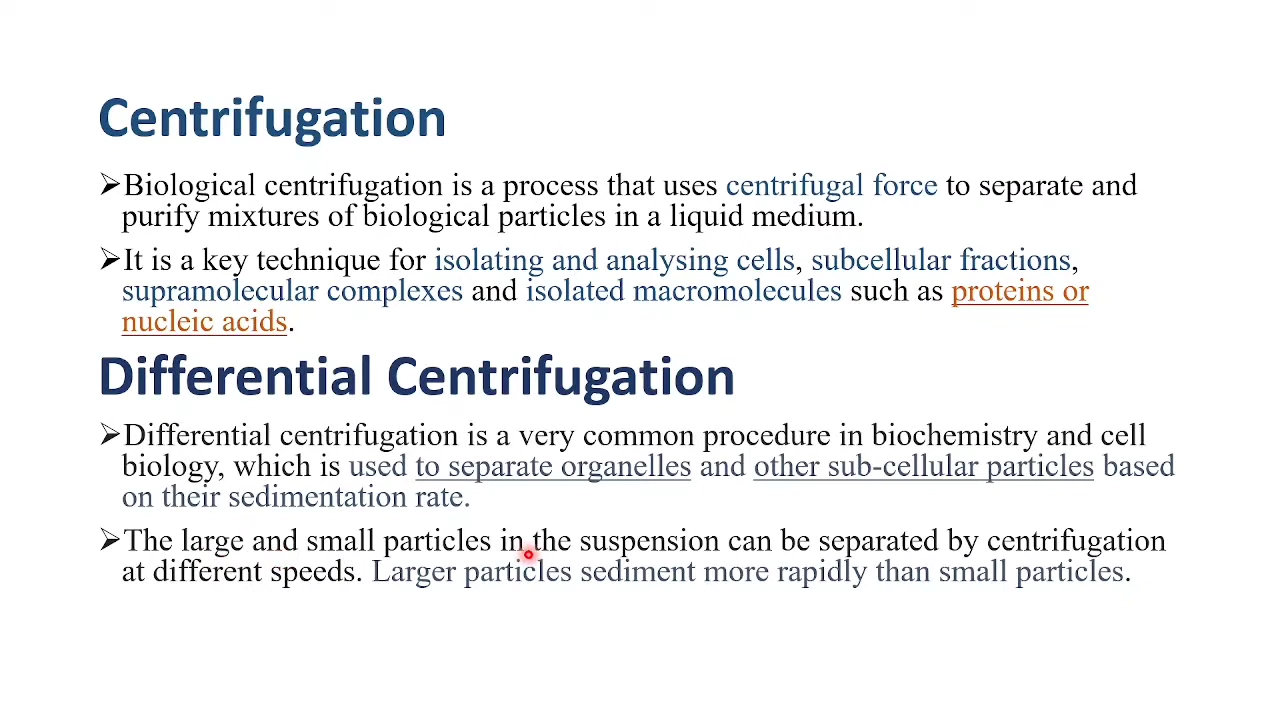 Centrifugation
➢Biological centrifugation is a process that uses centrifugal force to separate and
purify mixtures of biological particles in a liquid medium.
➢It is a key technique for isolating and analysing cells, subcellular fractions,
supramolecular complexes and isolated macromolecules such as proteins or
nucleic acids.
Differential Centrifugation
➢Differential centrifugation is a very common procedure in biochemistry and cell
biology, which is used to separate organelles and other sub-cellular particles based
on their sedimentation rate.
➢The large and small particles in the suspension can be separated by centrifugation
at different speeds. Larger particles sediment more rapidly than small particles.